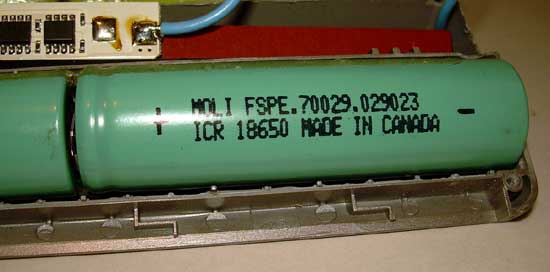 + MOLI FSPE.70029.029023 -
ICR 18650 MADE IN CANADA